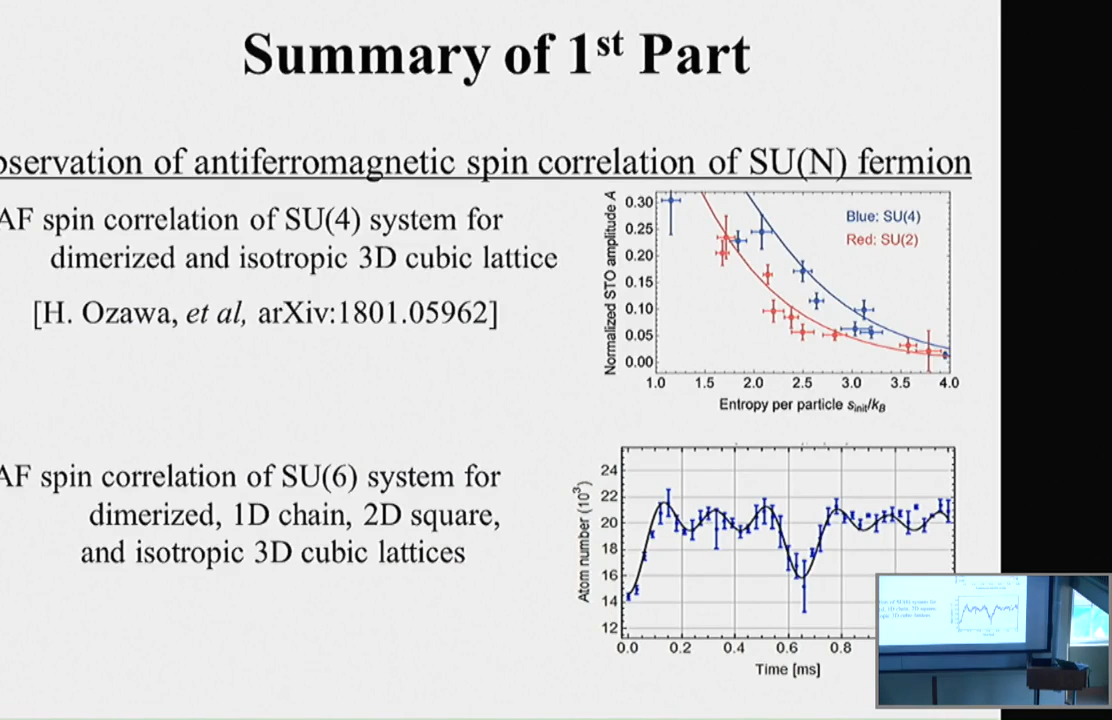 Summary of 1st Part
bservation of antiferromagnetic spin correlation of SU(N) fermion
AF spin correlation of SU(4) system for
dimerized and isotropic 3D cubic lattice
[H. Ozawa, et al, arXiv:1801.05962]
Normalized STO amplitude A
0.30
0.25
0.20
0.15
0.10
0.05
0.00
Blue: SU(4)
Red: SU(2)
1.0 1.5 2.0 2.5 3.0 3.5 4.0
Entropy per particle sinit/kB
AF spin correlation of SU(6) system for
dimerized, 1D chain, 2D square,
and isotropic 3D cubic lattices
Atom number (10³)
24
22
20
18
16
14
12
0.0 0.2 0.4 0.6 0.8
Time [ms]